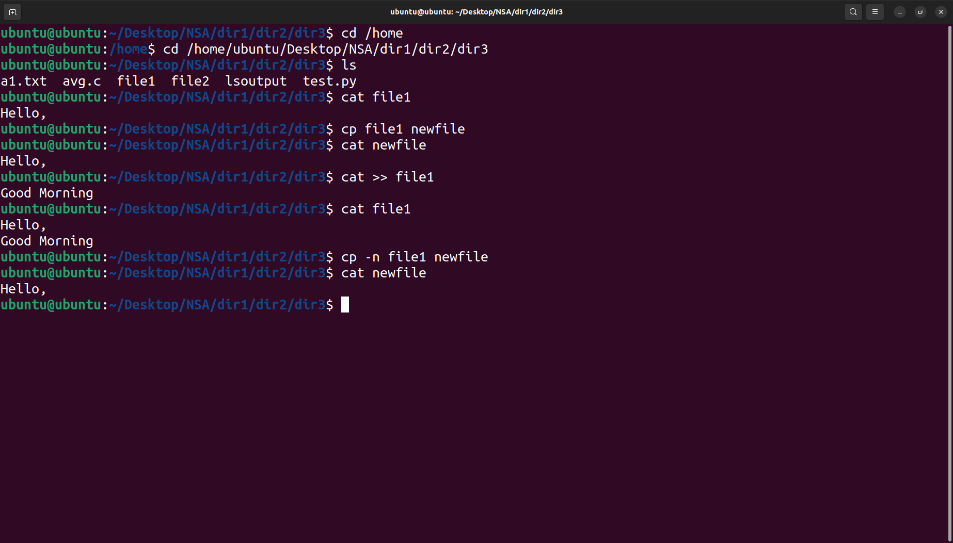 ubuntu@ubuntu: ~/Desktop/NSA/dir1/dir2/dir3
ubuntu@ubuntu:~/Desktop/NSA/dir1/dir2/dir3$ cd /home
ubuntu@ubuntu:/home$ cd /home/ubuntu/Desktop/NSA/dir1/dir2/dir3
ubuntu@ubuntu:~/Desktop/NSA/dir1/dir2/dir3$ ls
a1.txt  avg.c  file1  file2  lsoutput  test.py
ubuntu@ubuntu:~/Desktop/NSA/dir1/dir2/dir3$ cat file1
Hello,
ubuntu@ubuntu:~/Desktop/NSA/dir1/dir2/dir3$ cp file1 newfile
ubuntu@ubuntu:~/Desktop/NSA/dir1/dir2/dir3$ cat newfile
Hello,
ubuntu@ubuntu:~/Desktop/NSA/dir1/dir2/dir3$ cat >> file1
Good Morning
ubuntu@ubuntu:~/Desktop/NSA/dir1/dir2/dir3$ cat file1
Hello,
Good Morning
ubuntu@ubuntu:~/Desktop/NSA/dir1/dir2/dir3$ cp -n file1 newfile
ubuntu@ubuntu:~/Desktop/NSA/dir1/dir2/dir3$ cat newfile
Hello,
ubuntu@ubuntu:~/Desktop/NSA/dir1/dir2/dir3$